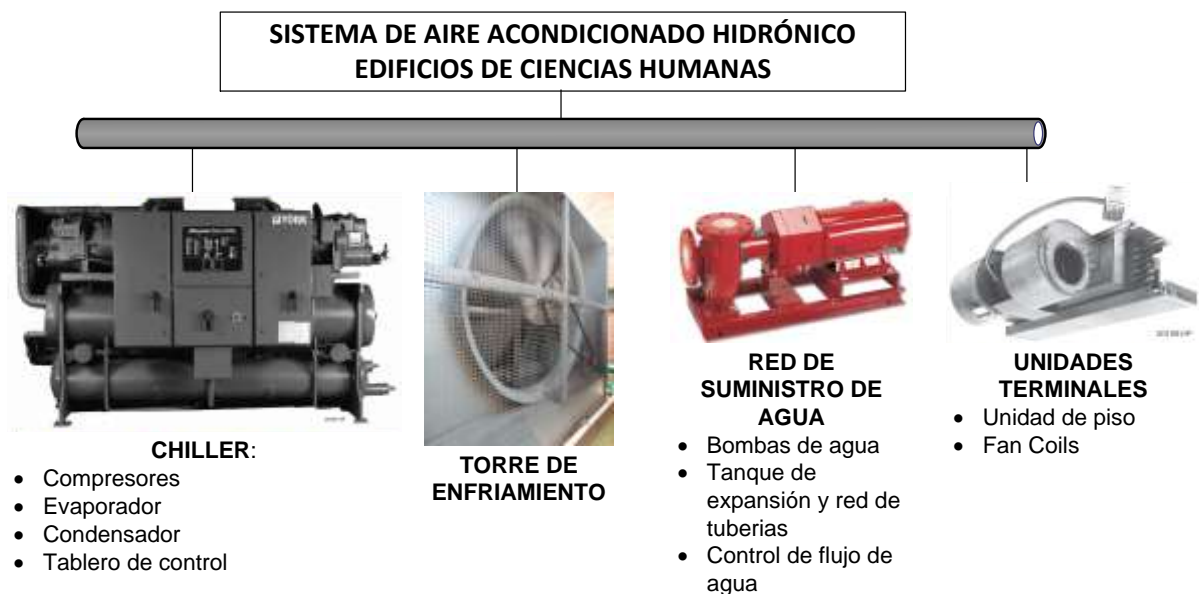 SISTEMA DE AIRE ACONDICIONADO HIDRÓNICO
EDIFICIOS DE CIENCIAS HUMANAS
YORK
CHILLER:
• Compresores
• Evaporador
• Condensador
• Tablero de control
TORRE DE
ENFRIAMIENTO
RED DE
SUMINISTRO DE
AGUA
• Bombas de agua
• Tanque de
expansión y red de
tuberias
• Control de flujo de
agua
UNIDADES
TERMINALES
• Unidad de piso
• Fan Coils